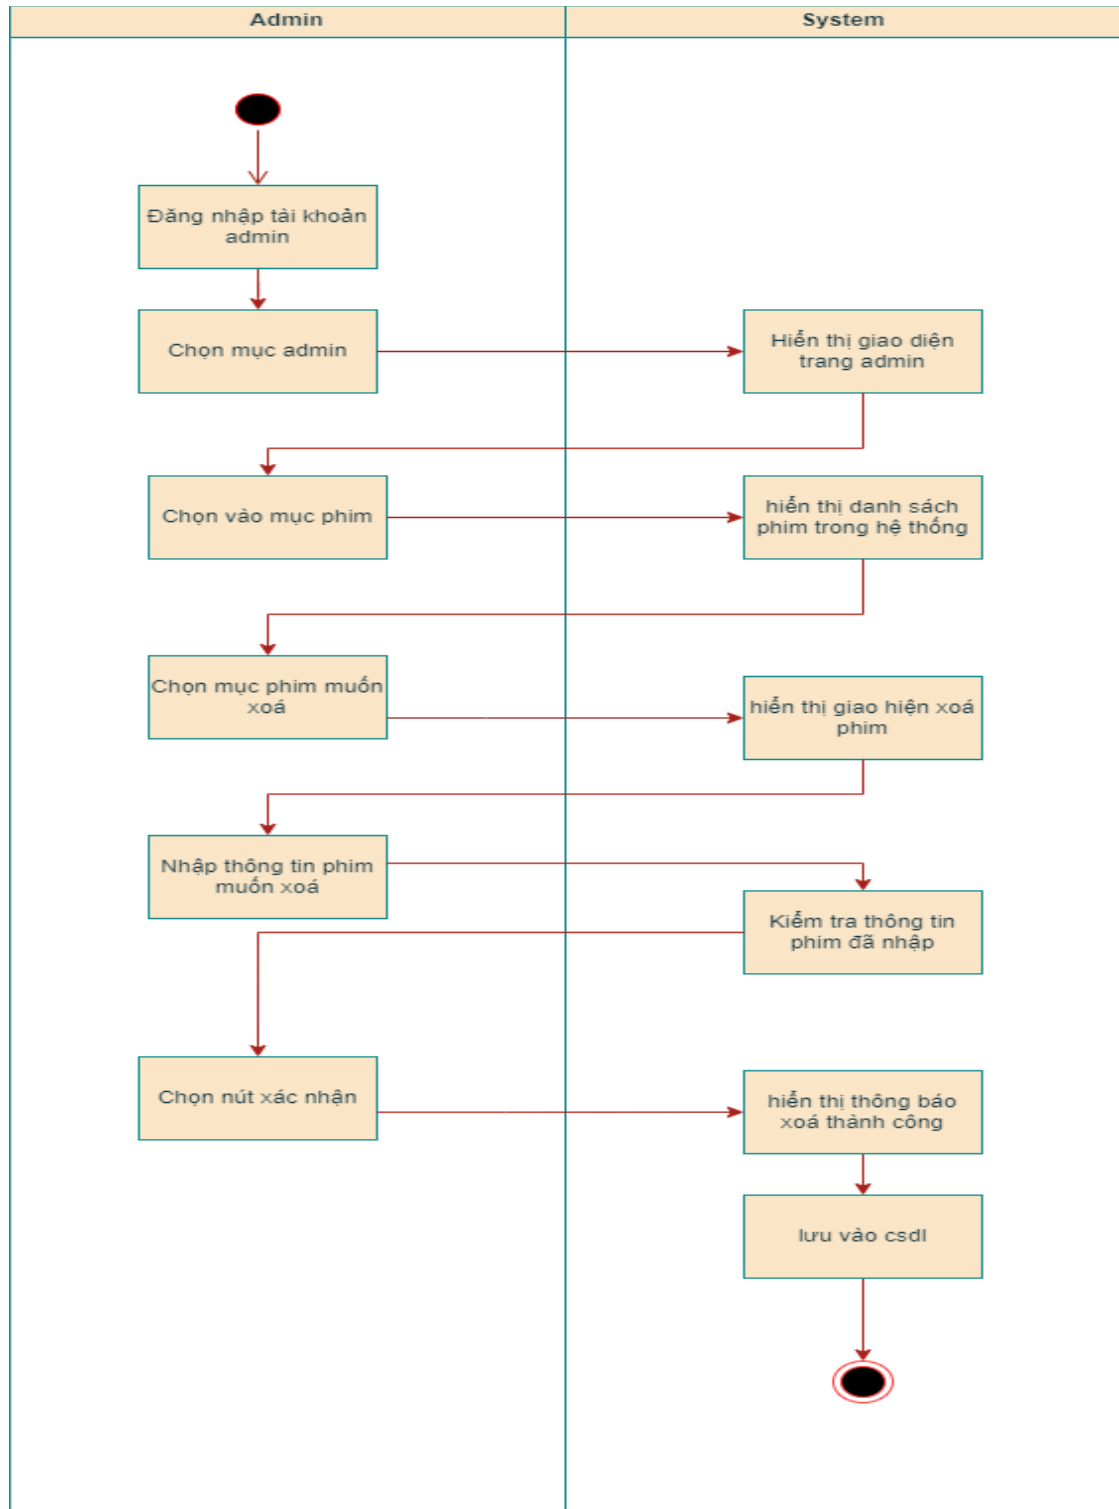 Admin
System
Đăng nhập tài khoản
admin
Chọn mục admin
Hiển thị giao diện
trang admin
Chọn vào mục phim
hiển thị danh sách
phim trong hệ thống
Chọn mục phim muốn
xoá
hiển thị giao hiện xoá
phim
Nhập thông tin phim
muốn xoá
Kiểm tra thông tin
phim đã nhập
Chọn nút xác nhận
hiển thị thông báo
xoá thành công
lưu vào csdl